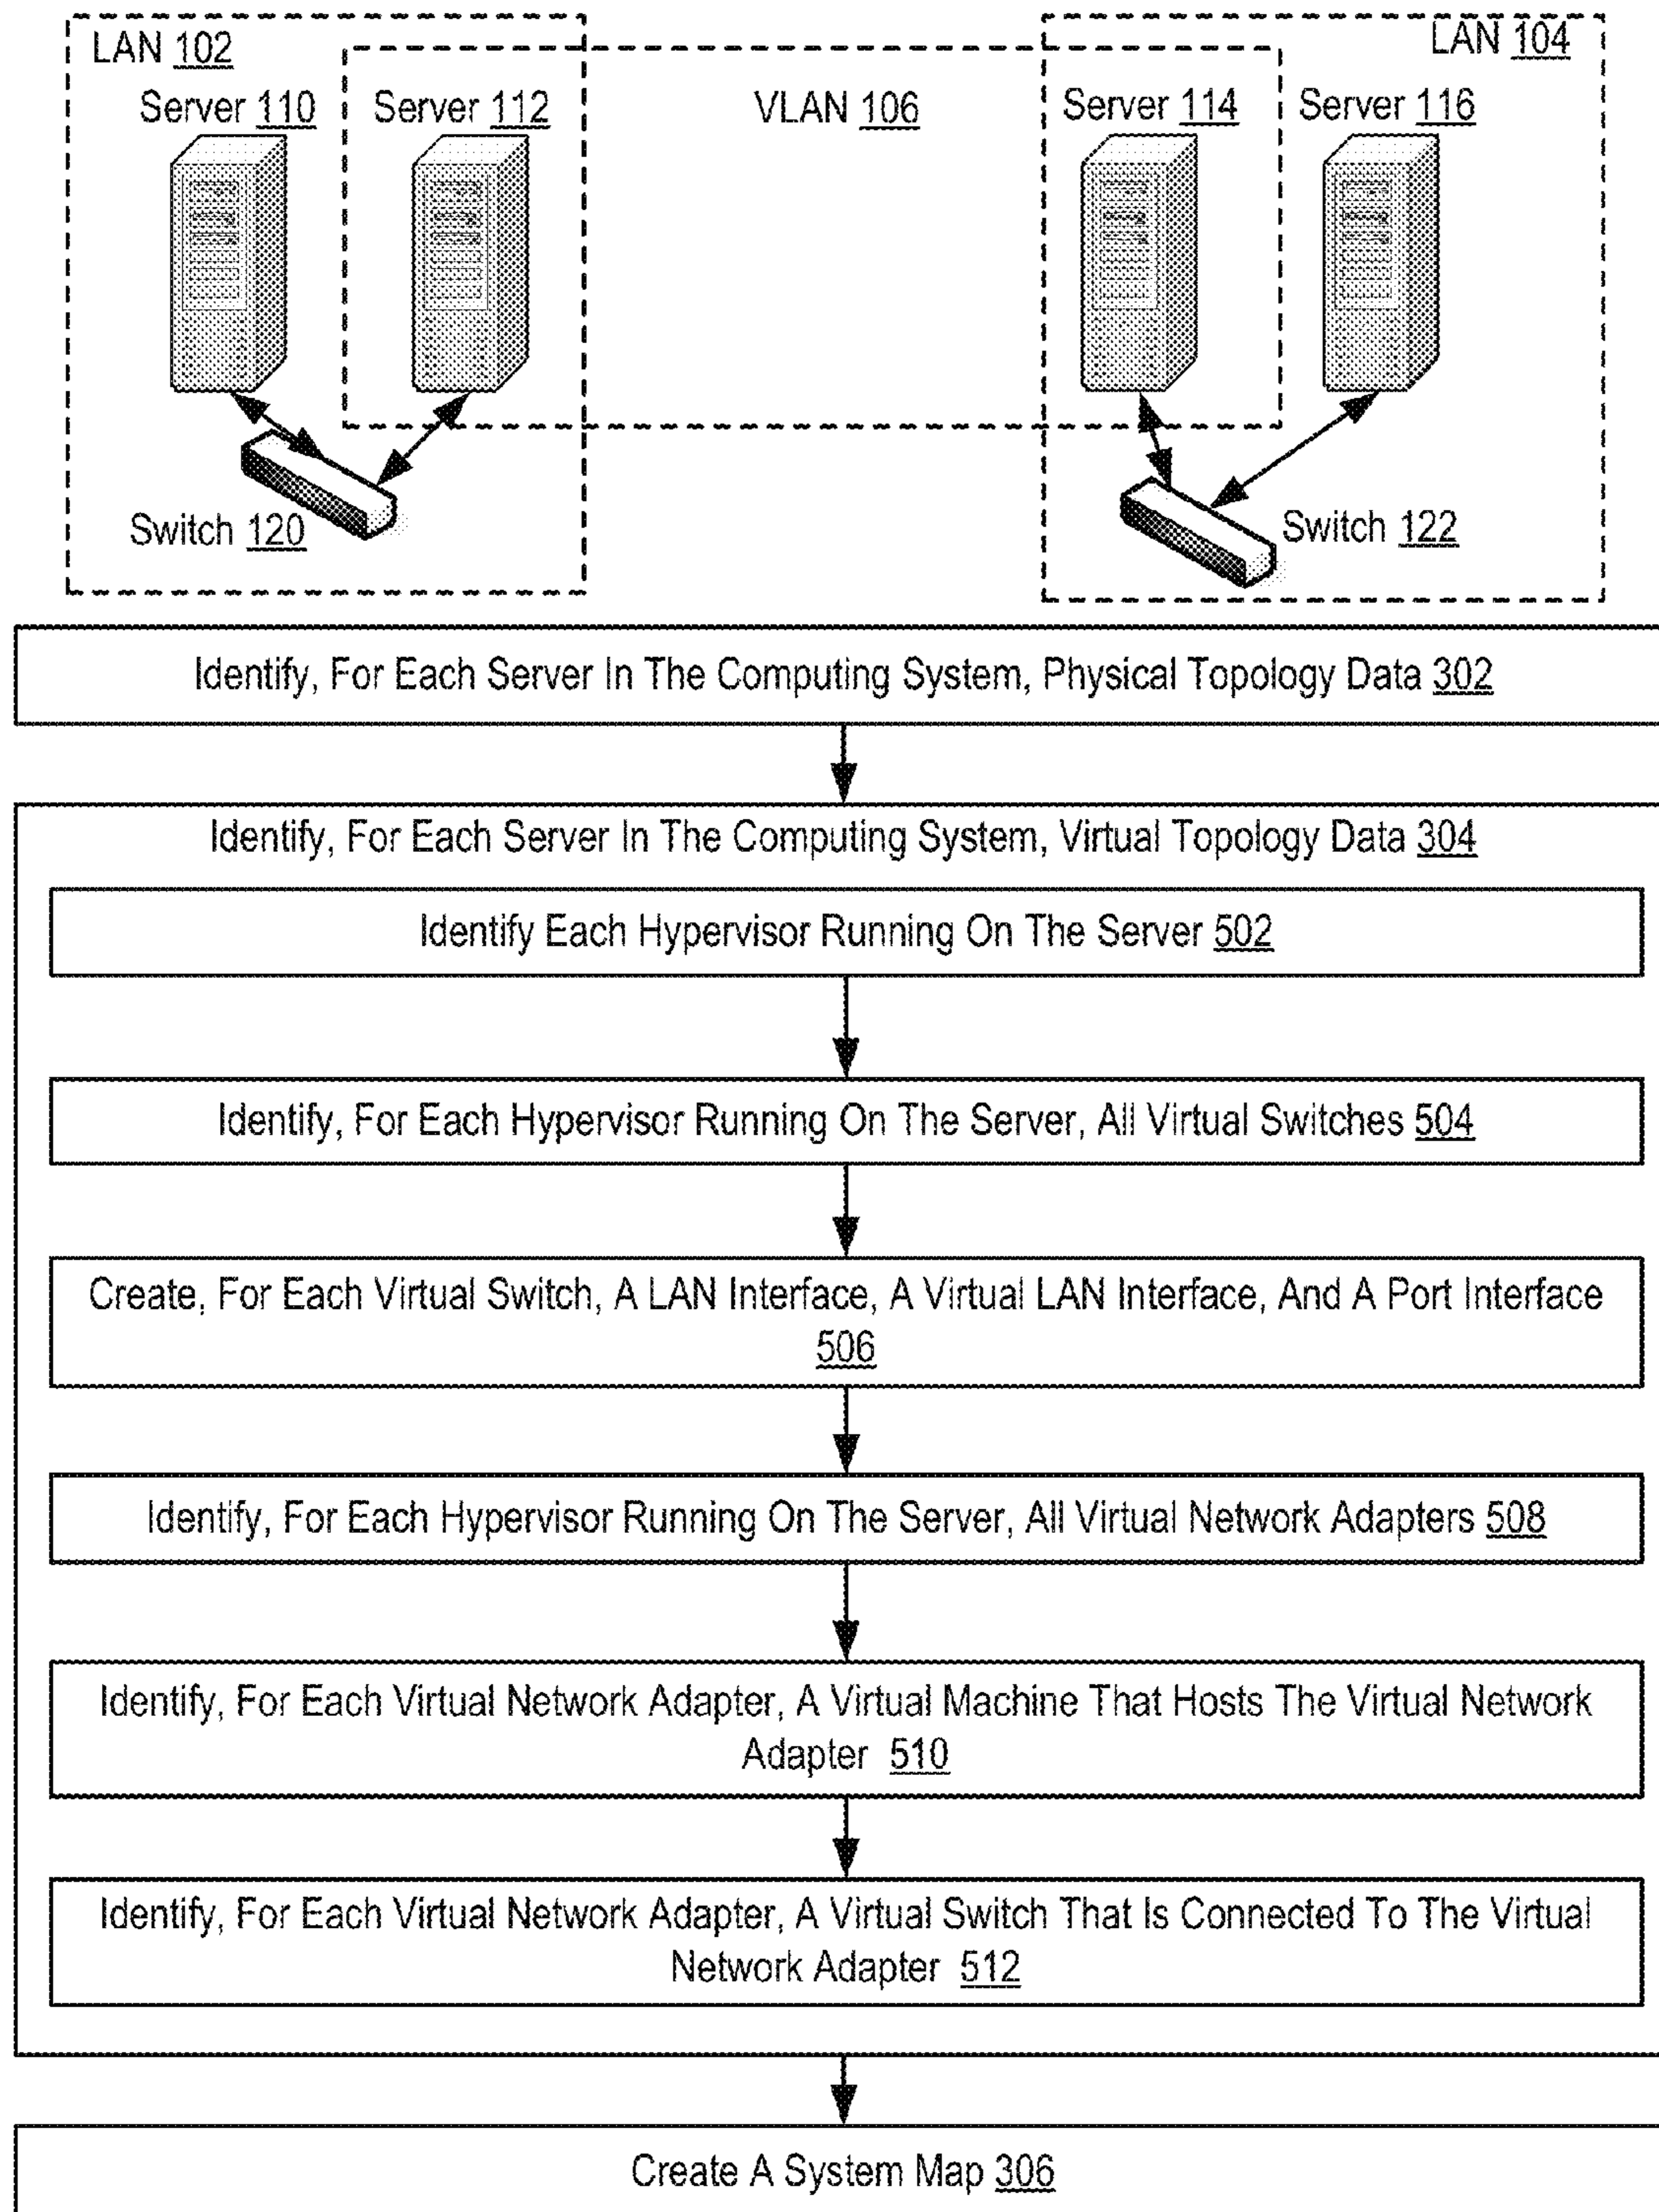 LAN 102
LAN 104
Server 110
Server 112
VLAN 106
Server 114
Server 116
Switch 120
Switch 122
Identify, For Each Server In The Computing System, Physical Topology Data 302
Identify, For Each Server In The Computing System, Virtual Topology Data 304
Identify Each Hypervisor Running On The Server 502
Identify, For Each Hypervisor Running On The Server, All Virtual Switches 504
Create, For Each Virtual Switch, A LAN Interface, A Virtual LAN Interface, And A Port Interface
506
Identify, For Each Hypervisor Running On The Server, All Virtual Network Adapters 508
Identify, For Each Virtual Network Adapter, A Virtual Machine That Hosts The Virtual Network
Adapter 510
Identify, For Each Virtual Network Adapter, A Virtual Switch That Is Connected To The Virtual
Network Adapter 512
Create A System Map 306